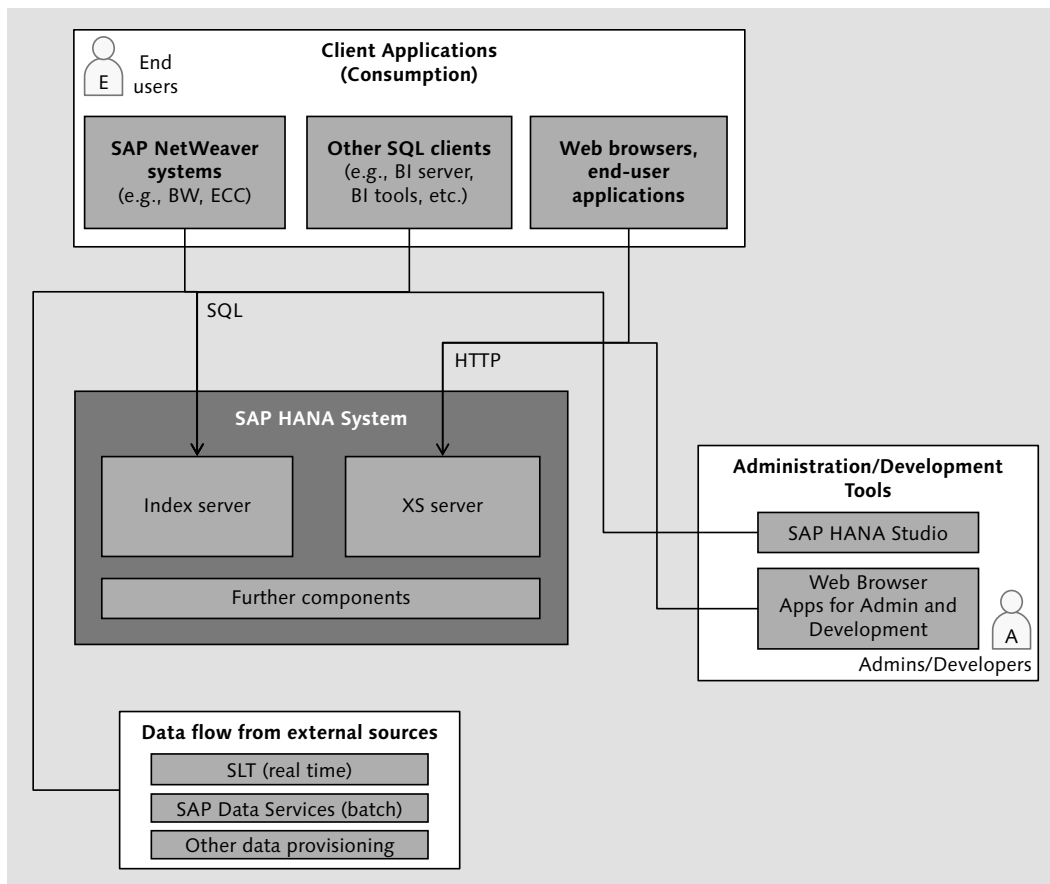 Client Applications
(Consumption)
E
End
users
SAP NetWeaver
systems
(e.g., BW, ECC)
Other SQL clients
(e.g., BI server,
BI tools, etc.)
Web browsers,
end-user
applications
SQL
HTTP
SAP HANA System
Index server
XS server
Further components
Administration/Development
Tools
SAP HANA Studio
Web Browser
Apps for Admin and
Development
A
Admins/Developers
Data flow from external sources
SLT (real time)
SAP Data Services (batch)
Other data provisioning